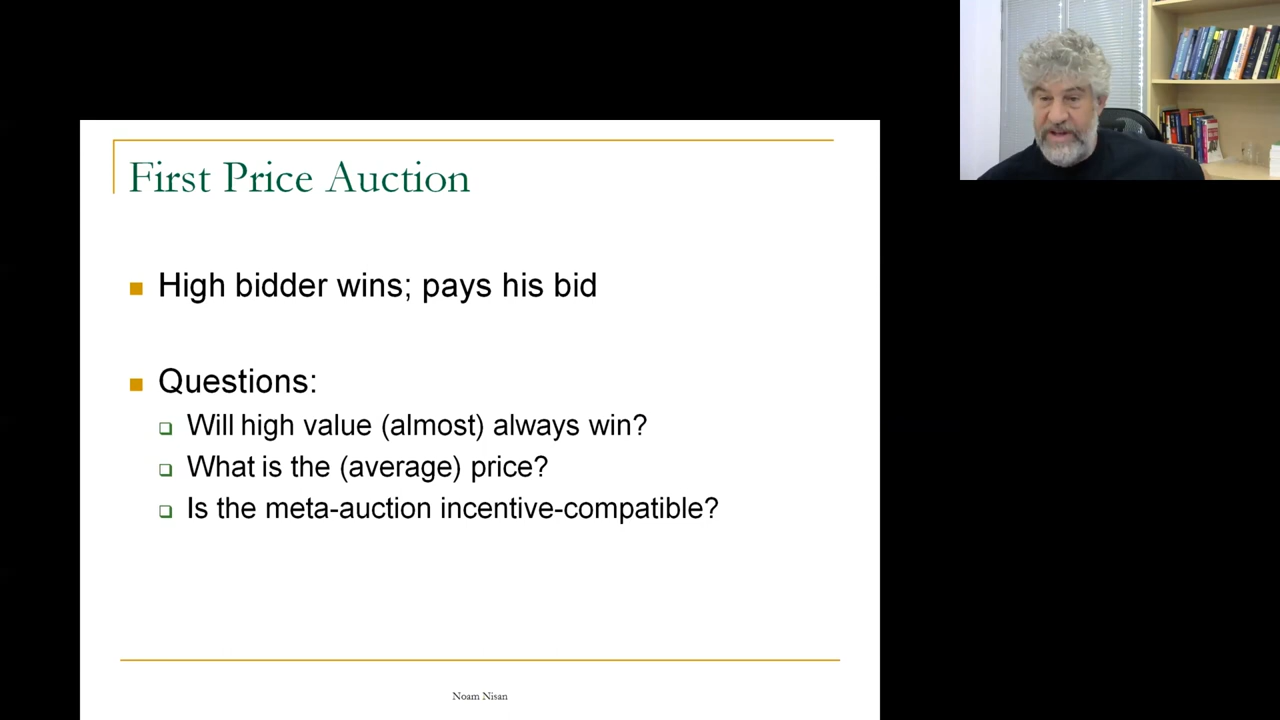 First Price Auction
High bidder wins; pays his bid
Questions:
Will high value (almost) always win?
What is the (average) price?
Is the meta-auction incentive-compatible?
Noam Nisan